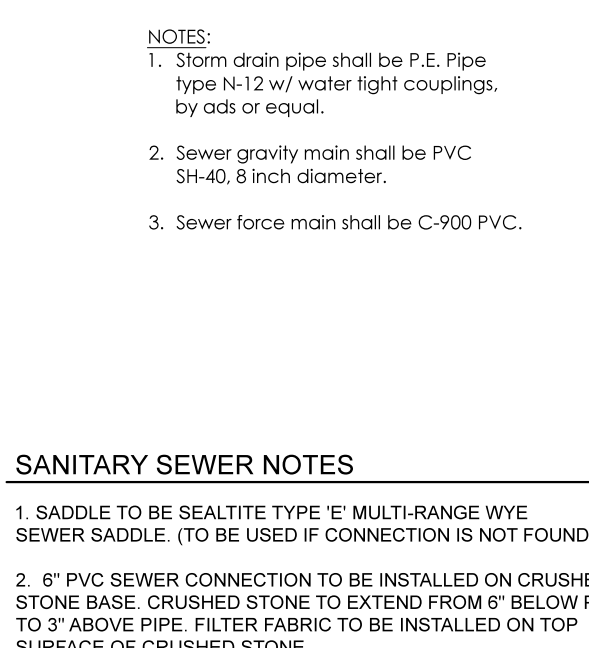 NOTES:
1. Storm drain pipe shall be P.E. Pipe
type N-12 w/ water tight couplings,
by ads or equal.
2. Sewer gravity main shall be PVC
SH-40, 8 inch diameter.
3. Sewer force main shall be C-900 PVC.
SANITARY SEWER NOTES
1. SADDLE TO BE SEALTITE TYPE 'E' MULTI-RANGE WYE
SEWER SADDLE. (TO BE USED IF CONNECTION IS NOT FOUND
2. 6" PVC SEWER CONNECTION TO BE INSTALLED ON
STONE BASE. CRUSHED STONE TO EXTEND FROM 6" BELOW
TO 3" ABOVE PIPE. FILTER FABRIC TO BE INSTALLED ON TOP
SURFACE OF CRUSHED STONE